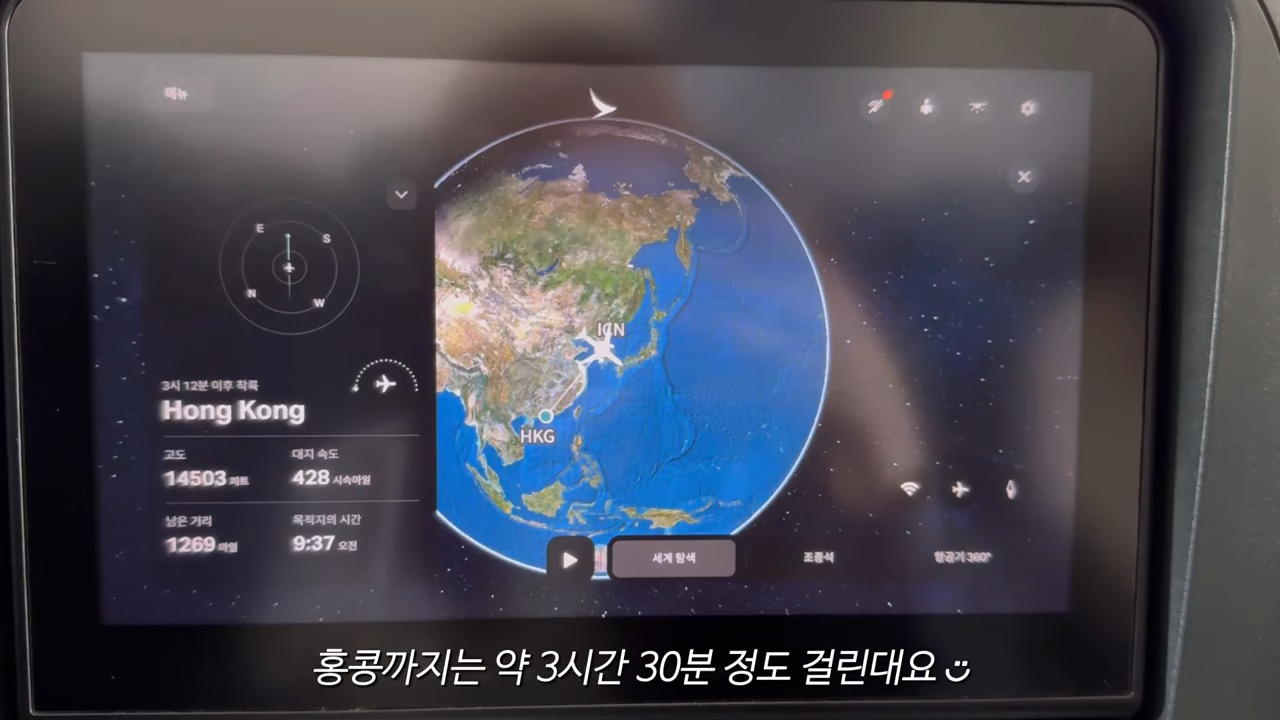 메뉴
E
S
N
W
3시 12분 이후 착륙
Hong Kong
고도
14503 피트
대지 속도
428 시속마일
남은 거리
1269 마일
목적지의 시간
9:37 오전
ICN
HKG
세계 탐색
조종석
항공기 360°
홍콩까지는 약 3시간 30분 정도 걸린대요